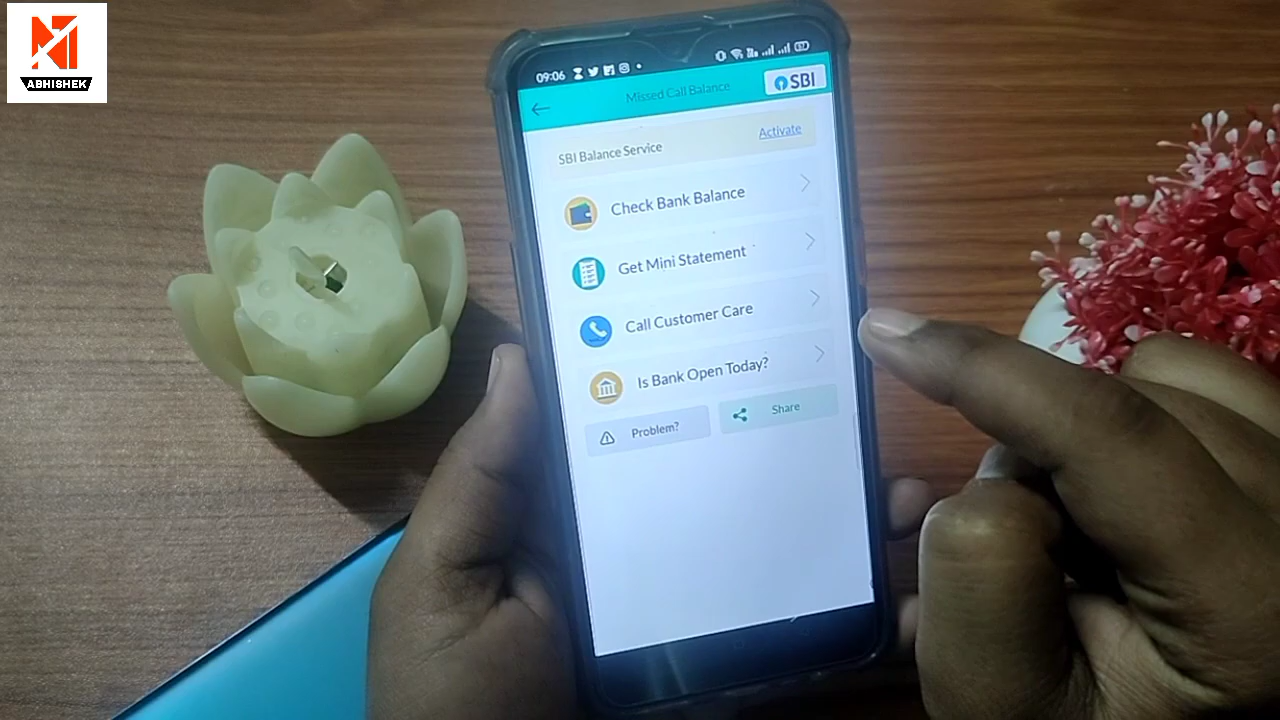 ABHISHEK
09:06
Missed Call Balance
SBI
SBI Balance Service
Activate
Check Bank Balance
Get Mini Statement
Call Customer Care
Is Bank Open Today?
Problem?
Share